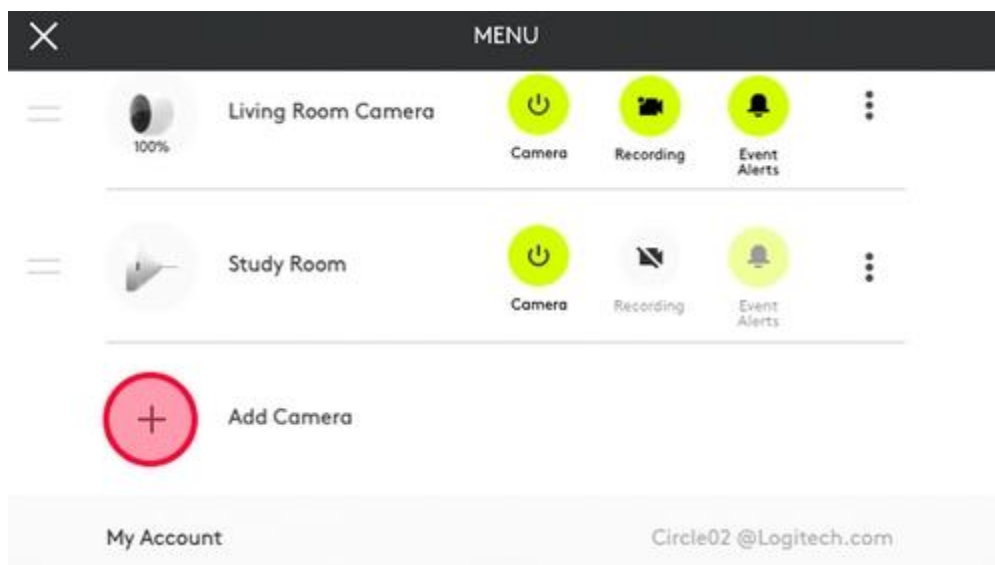 MENU
Living Room Camera
100%
Camera
Recording
Event
Alerts
Study Room
Camera
Recording
Event
Alerts
Add Camera
My Account
Circle02 @Logitech.com